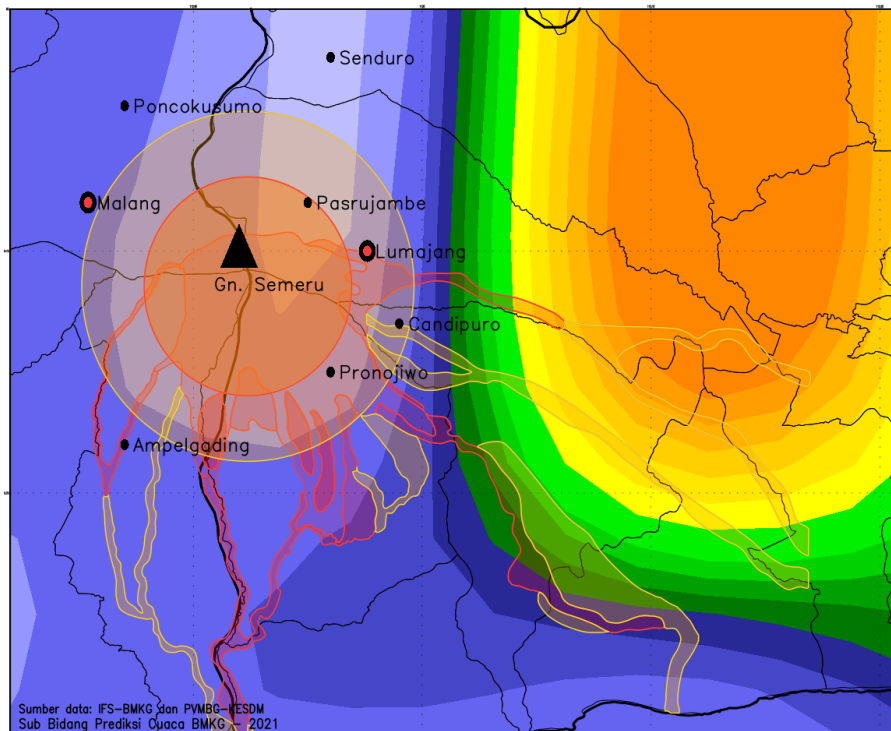 Senduro
Poncokusumo
Malang
Pasrujambe
Lumajang
Gn. Semeru
Candipuro
Pronojiwo
Ampelgading
Sumber data: IFS-BMKG dan PVMBG-KESDM
Sub Bidang Prediksi Cuaca BMKG - 2021